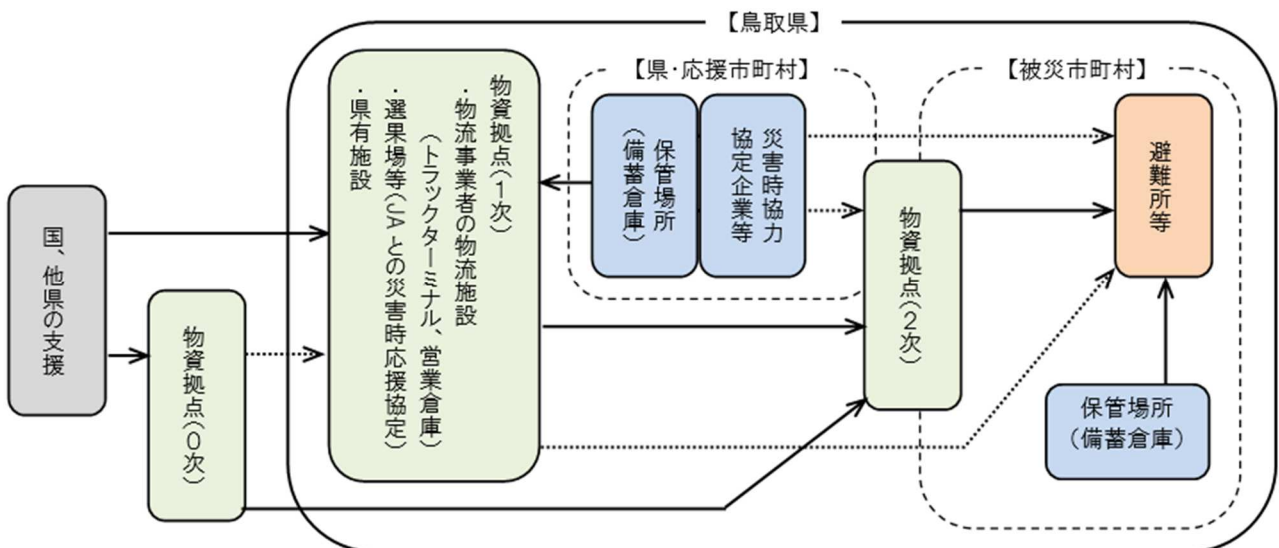 【鳥取県】
【県・応援市町村】
【被災市町村】
国、他県の支援
物資拠点(0次)
物資拠点(1次)
・物流事業者の物流施設
(トラックターミナル、営業倉庫)
・選果場等(JAとの災害時応援協定)
・県有施設
保管場所
(備蓄倉庫)
災害時協力
協定企業等
物資拠点(2次)
避難所等
保管場所
(備蓄倉庫)